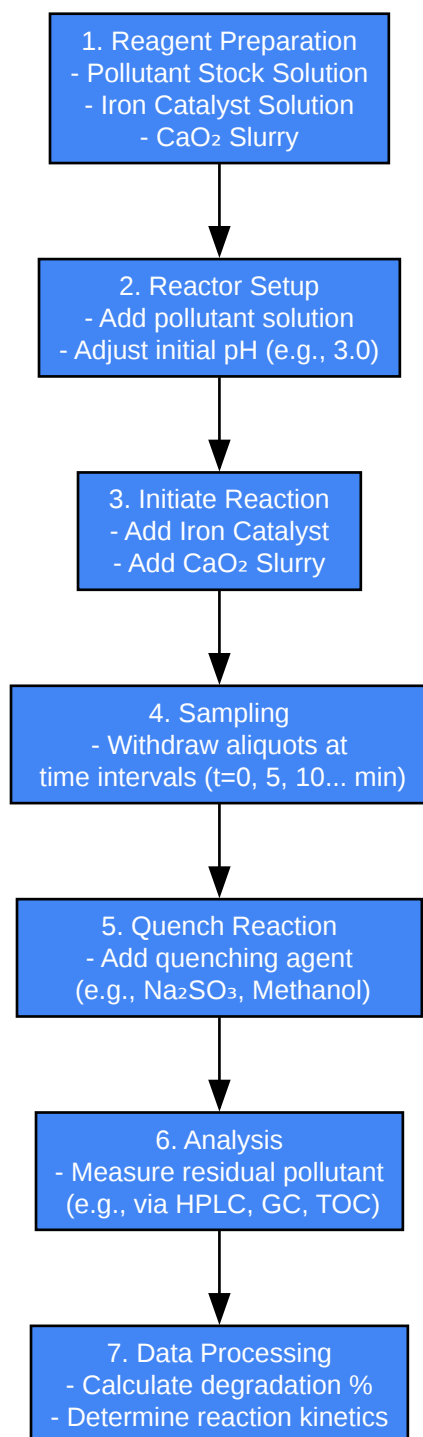 1. Reagent Preparation
- Pollutant Stock Solution
- Iron Catalyst Solution
- CaO₂ Slurry
2. Reactor Setup
- Add pollutant solution
- Adjust initial pH (e.g., 3.0)
3. Initiate Reaction
- Add Iron Catalyst
- Add CaO₂ Slurry
4. Sampling
- Withdraw aliquots at
time intervals (t=0, 5, 10... min)
5. Quench Reaction
- Add quenching agent
(e.g., Na₂SO₃, Methanol)
6. Analysis
- Measure residual pollutant
(e.g., via HPLC, GC, TOC)
7. Data Processing
- Calculate degradation %
- Determine reaction kinetics